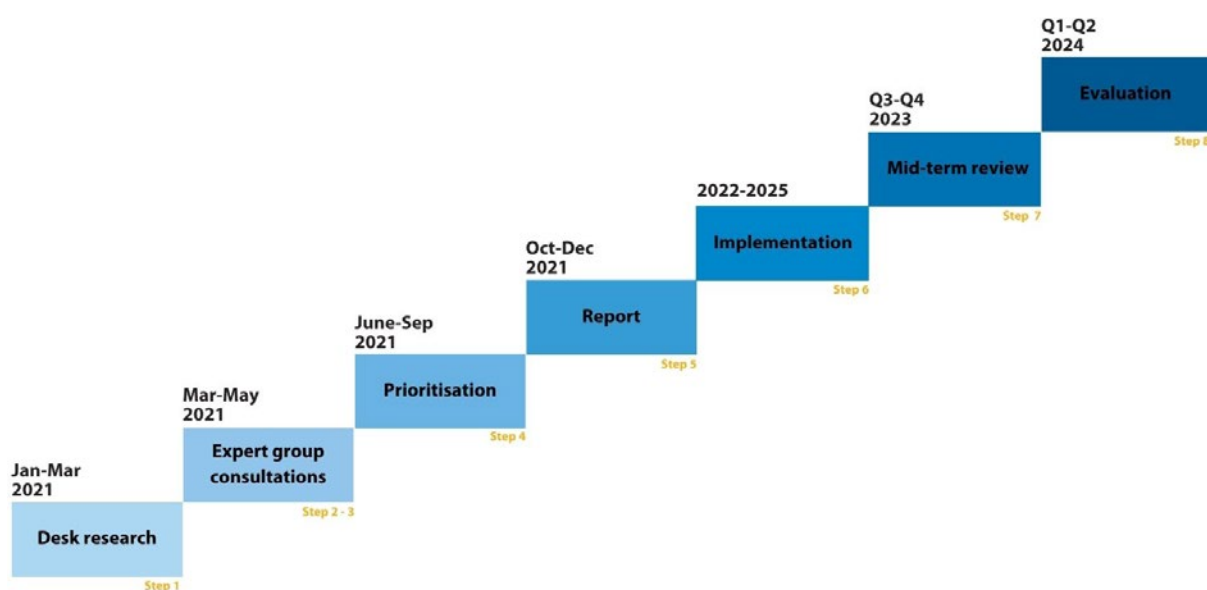 Q1-Q2
2024
Evaluation
Step 8
Q3-Q4
2023
Mid-term review
Step 7
2022-2025
Implementation
Step 6
Oct-Dec
2021
Report
Step 5
June-Sep
2021
Prioritisation
Step 4
Mar-May
2021
Expert group
consultations
Step 2 - 3
Jan-Mar
2021
Desk research
Step 1